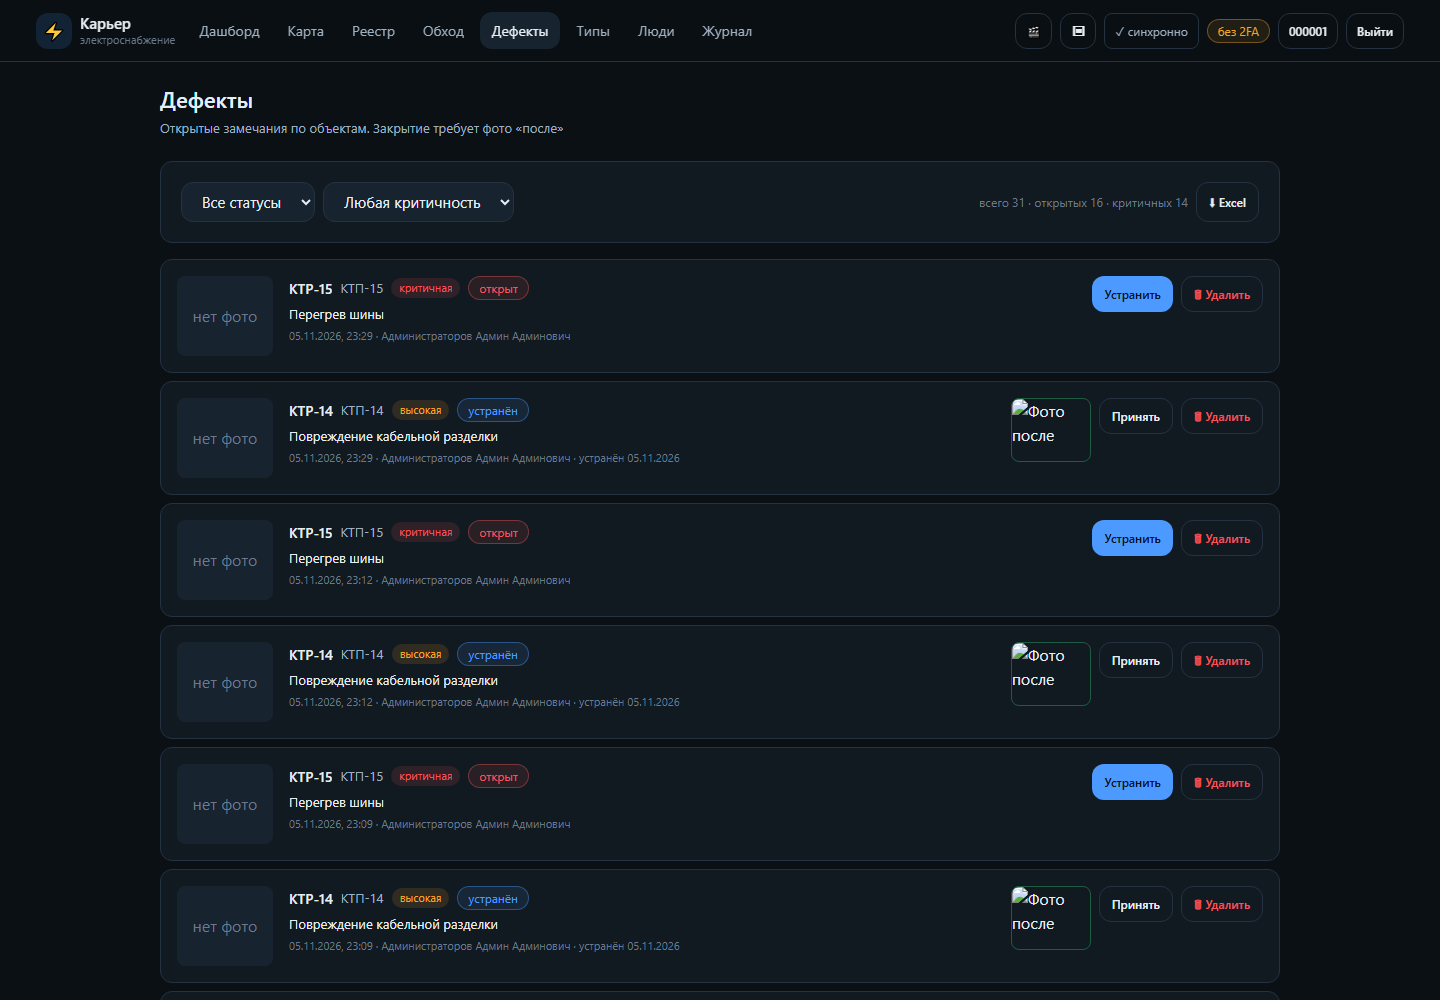 Карьер
электроснабжение
Дашборд Карта Реестр Обход Дефекты Типы Люди Журнал
✓ синхронно без 2FA 000001 Выйти
Дефекты
Открытые замечания по объектам. Закрытие требует фото «после»
Все статусы Любая критичность всего 31 · открытых 16 · критичных 14 ⬇ Excel
нет фото
КТР-15 КТП-15 критичная открыт
Перегрев шины
05.11.2026, 23:29 · Администраторов Админ Админович
Устранить Удалить
нет фото
КТР-14 КТП-14 высокая устранён
Повреждение кабельной разделки
05.11.2026, 23:29 · Администраторов Админ Админович · устранён 05.11.2026
Фото
после
Принять Удалить
нет фото
КТР-15 КТП-15 критичная открыт
Перегрев шины
05.11.2026, 23:12 · Администраторов Админ Админович
Устранить Удалить
нет фото
КТР-14 КТП-14 высокая устранён
Повреждение кабельной разделки
05.11.2026, 23:12 · Администраторов Админ Админович · устранён 05.11.2026
Фото
после
Принять Удалить
нет фото
КТР-15 КТП-15 критичная открыт
Перегрев шины
05.11.2026, 23:09 · Администраторов Админ Админович
Устранить Удалить
нет фото
КТР-14 КТП-14 высокая устранён
Повреждение кабельной разделки
05.11.2026, 23:09 · Администраторов Админ Админович · устранён 05.11.2026
Фото
после
Принять Удалить